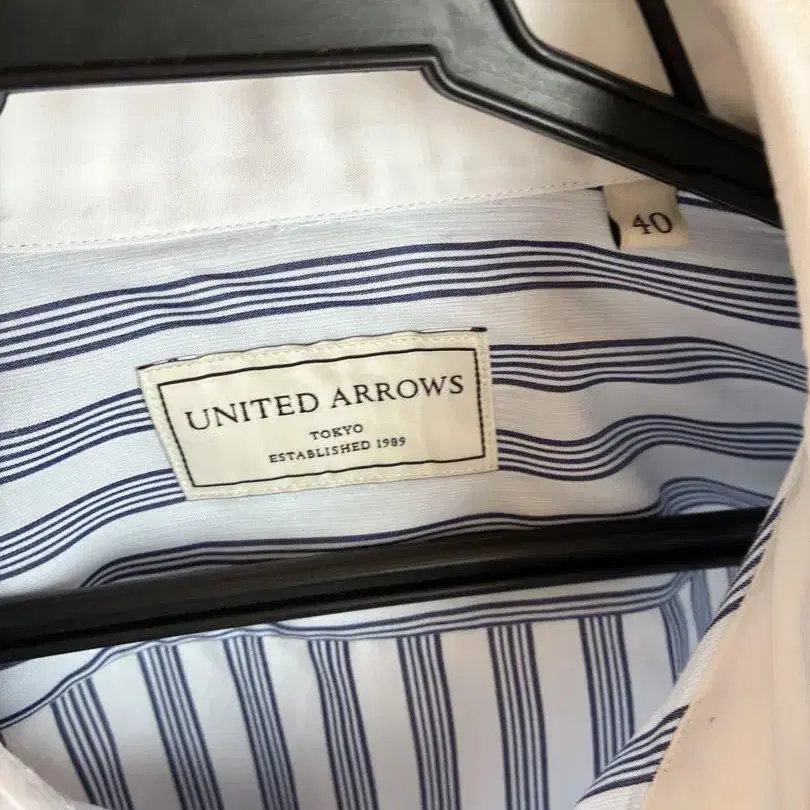 40
UNITED ARROWS
TOKYO
ESTABLISHED 1989